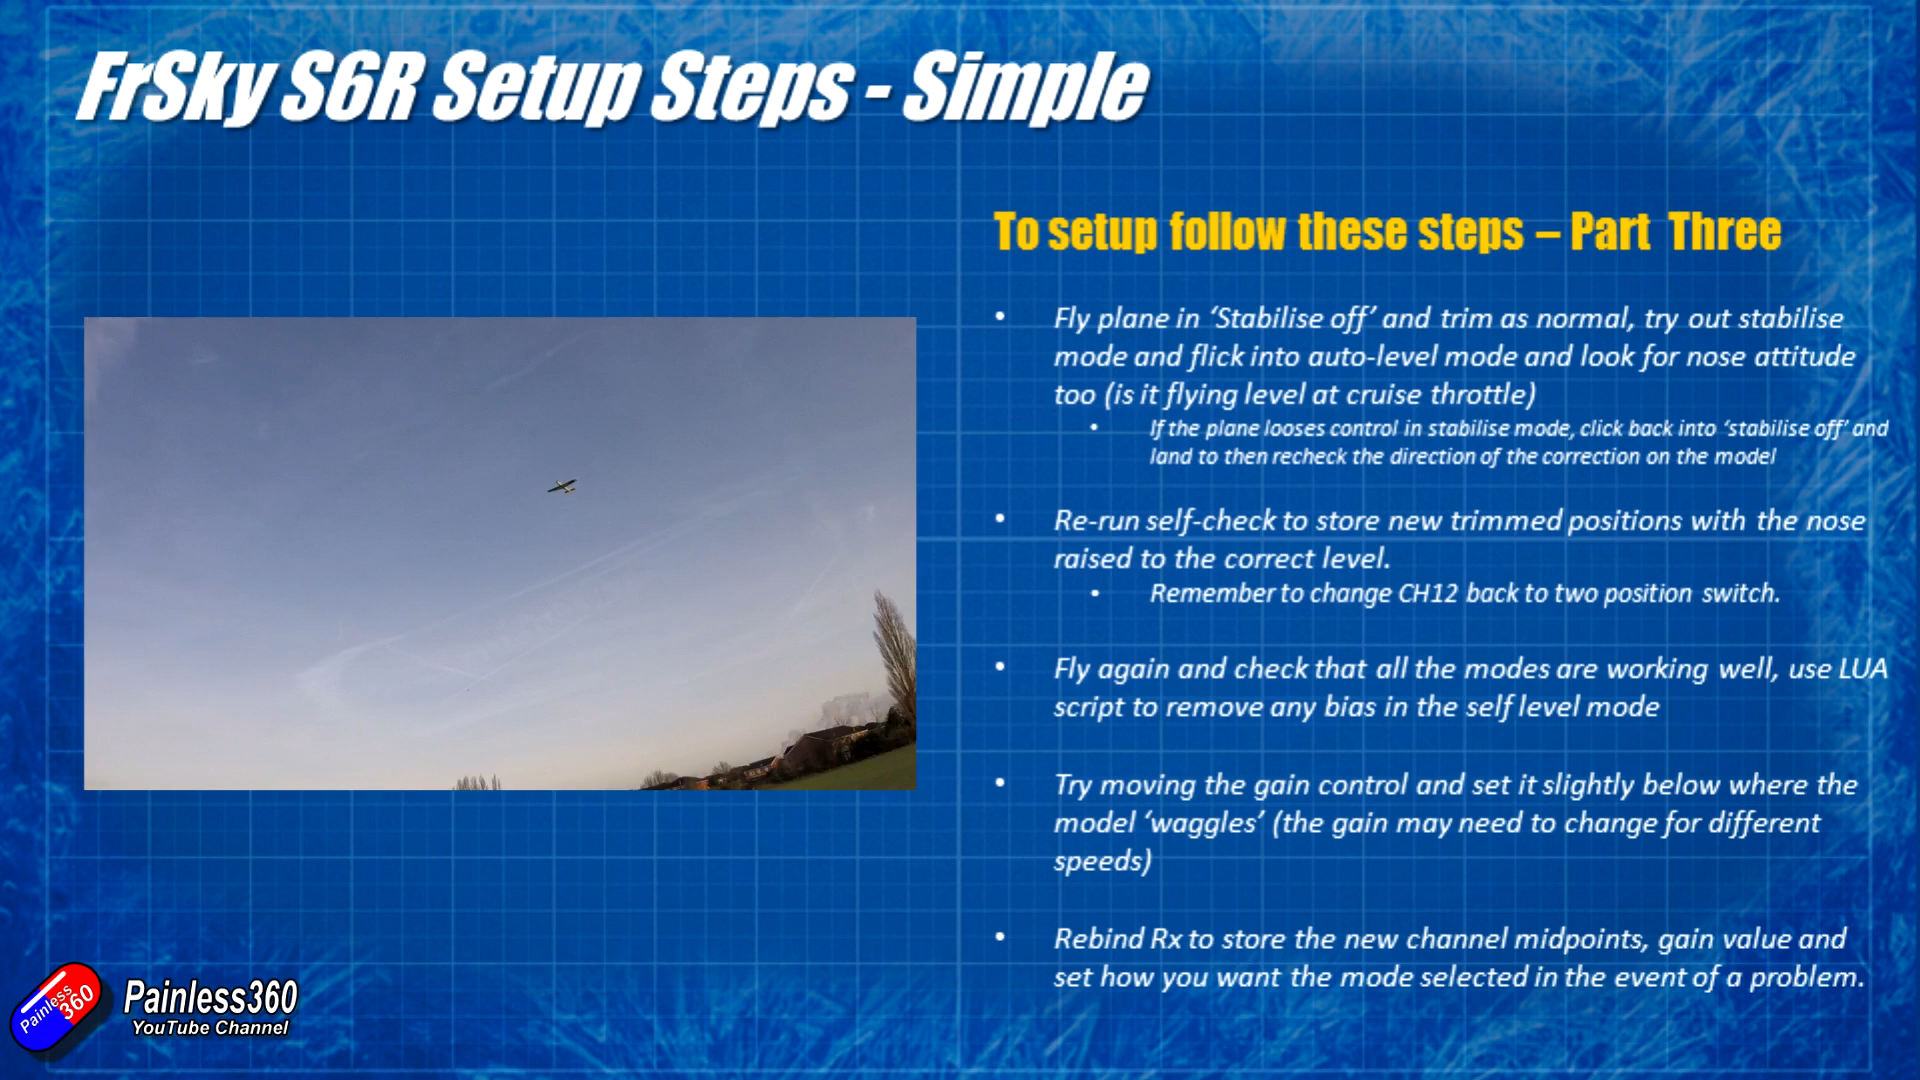 FrSky S6R Setup Steps - Simple
To setup follow these steps – Part Three
• Fly plane in ‘Stabilise off’ and trim as normal, try out stabilise
mode and flick into auto-level mode and look for nose attitude
too (is it flying level at cruise throttle)
• If the plane looses control in stabilise mode, click back into ‘stabilise off’ and
land to then recheck the direction of the correction on the model
• Re-run self-check to store new trimmed positions with the nose
raised to the correct level.
• Remember to change CH12 back to two position switch.
• Fly again and check that all the modes are working well, use LUA
script to remove any bias in the self level mode
• Try moving the gain control and set it slightly below where the
model ‘waggles’ (the gain may need to change for different
speeds)
• Rebind Rx to store the new channel midpoints, gain value and
set how you want the mode selected in the event of a problem.
Painless
360
Painless360
YouTube Channel